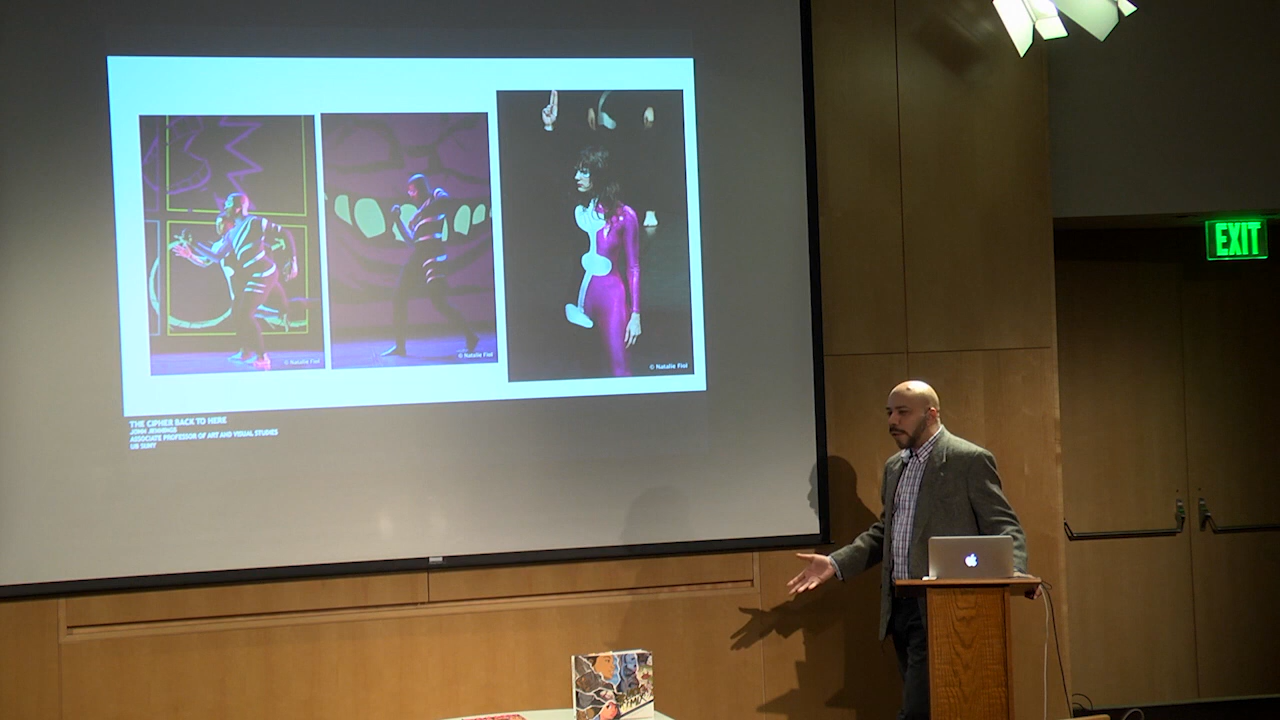 © Natalie Fiol
© Natalie Fiol
© Natalie Fiol
THE CIPHER BACK TO HERE
JOHN JENNINGS
ASSOCIATE PROFESSOR OF ART AND VISUAL STUDIES
UB SUNY
EXIT